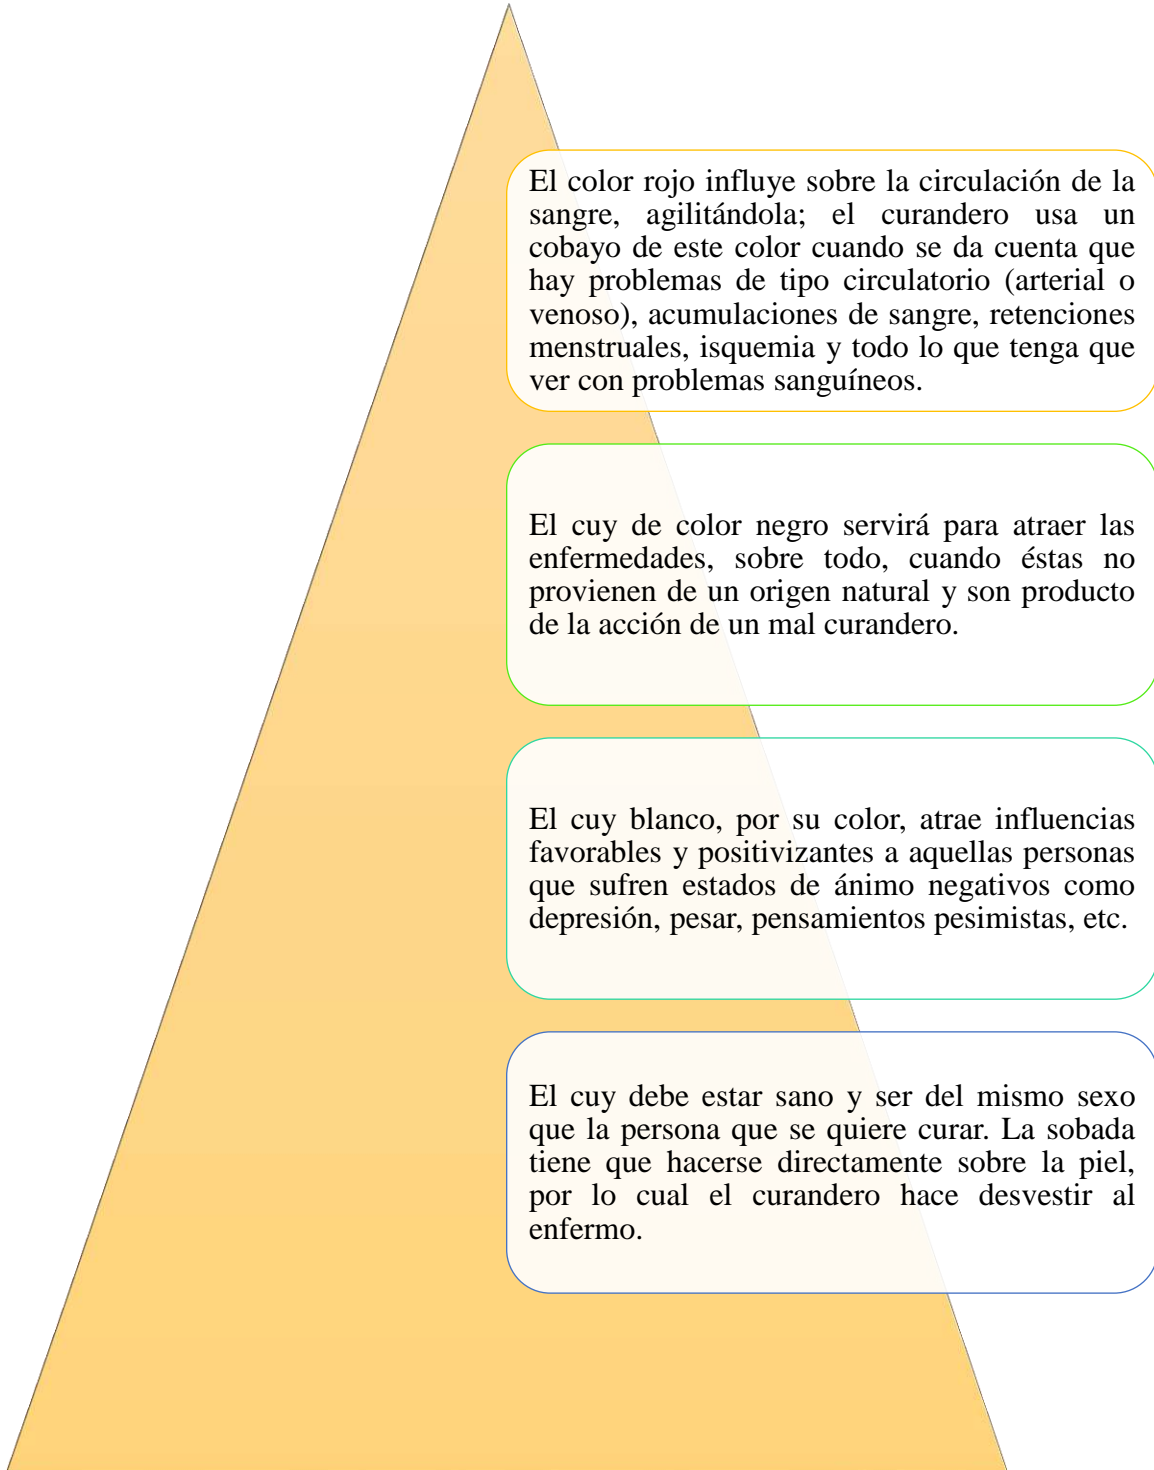 El color rojo influye sobre la circulación de la
sangre, agilitándola; el curandero usa un
cobayo de este color cuando se da cuenta que
hay problemas de tipo circulatorio (arterial o
venoso), acumulaciones de sangre, retenciones
menstruales, isquemia y todo lo que tenga que
ver con problemas sanguíneos.
El cuy de color negro servirá para atraer las
enfermedades, sobre todo, cuando éstas no
provienen de un origen natural y son producto
de la acción de un mal curandero.
El cuy blanco, por su color, atrae influencias
favorables y positivizantes a aquellas personas
que sufren estados de ánimo negativos como
depresión, pesar, pensamientos pesimistas, etc.
El cuy debe estar sano y ser del mismo sexo
que la persona que se quiere curar. La sobada
tiene que hacerse directamente sobre la piel,
por lo cual el curandero hace desvestir al
enfermo.